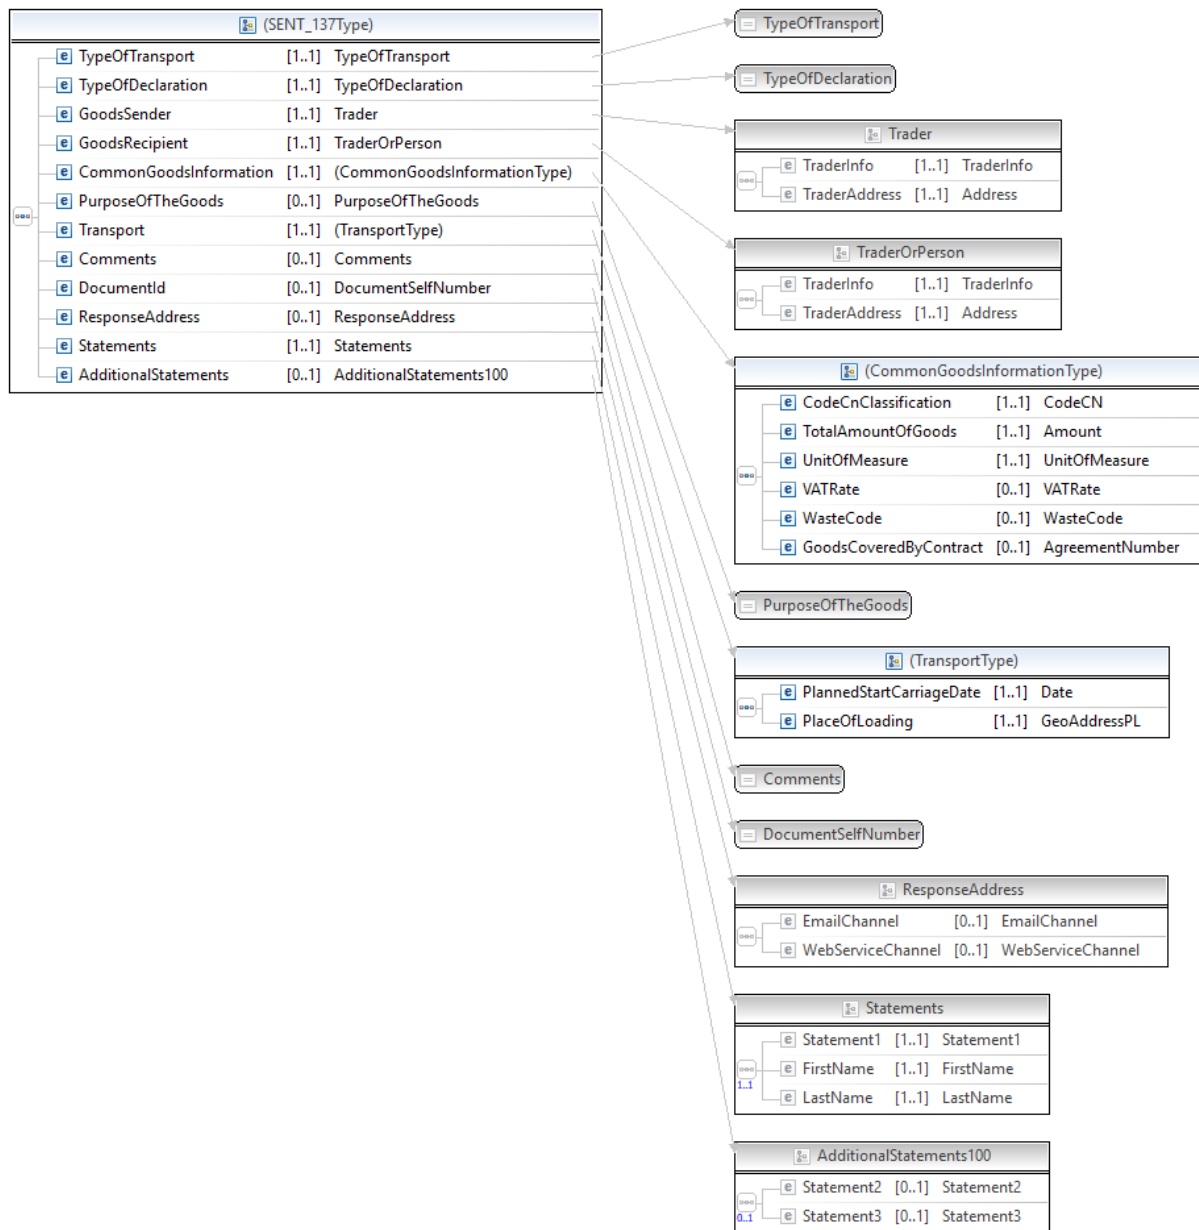 (SENT_137Type)
TypeOfTransport [1..1] TypeOfTransport
TypeOfDeclaration [1..1] TypeOfDeclaration
GoodsSender [1..1] Trader
GoodsRecipient [1..1] TraderOrPerson
CommonGoodsInformation [1..1] (CommonGoodsInformationType)
PurposeOfTheGoods [0..1] PurposeOfTheGoods
Transport [1..1] (TransportType)
Comments [0..1] Comments
DocumentId [0..1] DocumentSelfNumber
ResponseAddress [0..1] ResponseAddress
Statements [1..1] Statements
AdditionalStatements [0..1] AdditionalStatements100
TypeOfTransport
TypeOfDeclaration
Trader
TraderInfo [1..1] TraderInfo
TraderAddress [1..1] Address
TraderOrPerson
TraderInfo [1..1] TraderInfo
TraderAddress [1..1] Address
(CommonGoodsInformationType)
CodeCnClassification [1..1] CodeCN
TotalAmountOfGoods [1..1] Amount
UnitOfMeasure [1..1] UnitOfMeasure
VATRate [0..1] VATRate
WasteCode [0..1] WasteCode
GoodsCoveredByContract [0..1] AgreementNumber
PurposeOfTheGoods
(TransportType)
PlannedStartCarriageDate [1..1] Date
PlaceOfLoading [1..1] GeoAddressPL
Comments
DocumentSelfNumber
ResponseAddress
EmailChannel [0..1] EmailChannel
WebServiceChannel [0..1] WebServiceChannel
Statements
Statement1 [1..1] Statement1
FirstName [1..1] FirstName
1..1
LastName [1..1] LastName
AdditionalStatements100
Statement2 [0..1] Statement2
0..1
Statement3 [0..1] Statement3